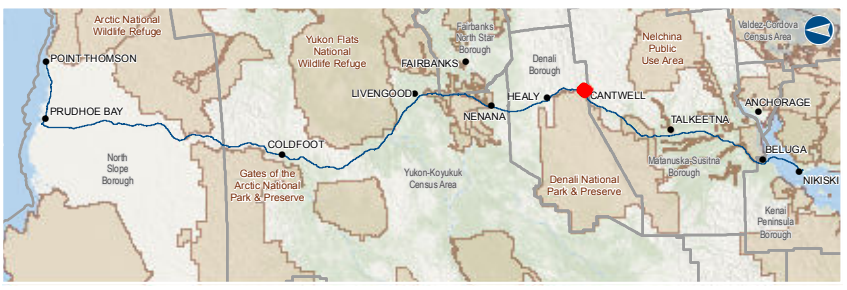 Arctic National
Wildlife Refuge
POINT THOMSON
PRUDHOE BAY
North
Slope
Borough
COLDFOOT
Gates of the
Arctic National
Park & Preserve
Yukon Flats
National
Wildlife Refuge
LIVENGOOD
FAIRBANKS
Fairbanks
North Star
Borough
NENANA
Yukon-Koyukuk
Census Area
Denali
Borough
HEALY
CANTWELL
Denali National
Park & Preserve
Nelchina
Public
Use Area
TALKEETNA
Matanuska-Susitna
Borough
Valdez-Cordova
Census Area
ANCHORAGE
BELUGA
NIKISKI
Kenai
Peninsula
Borough